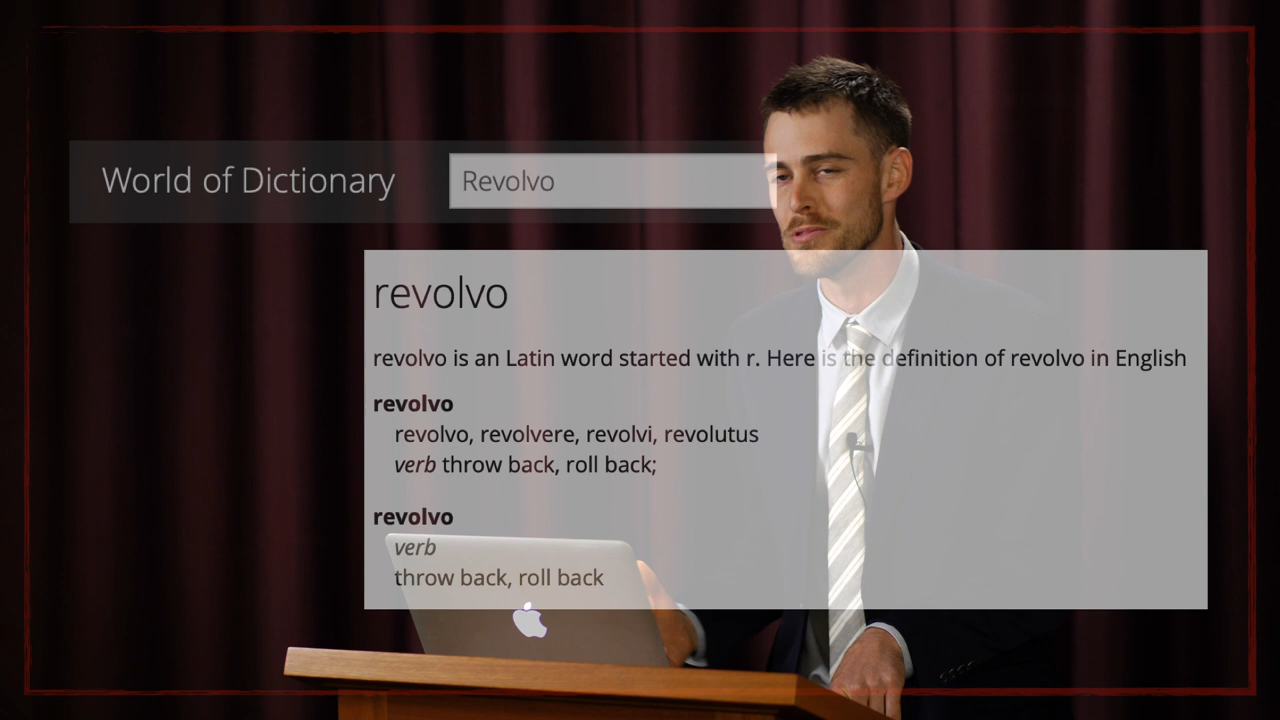 World of Dictionary
Revolvo
revolvo
revolvo is an Latin word started with r. Here is the definition of revolvo in English
revolvo
revolvo, revolvere, revolvi, revolutus
verb throw back, roll back;
revolvo
verb
throw back, roll back